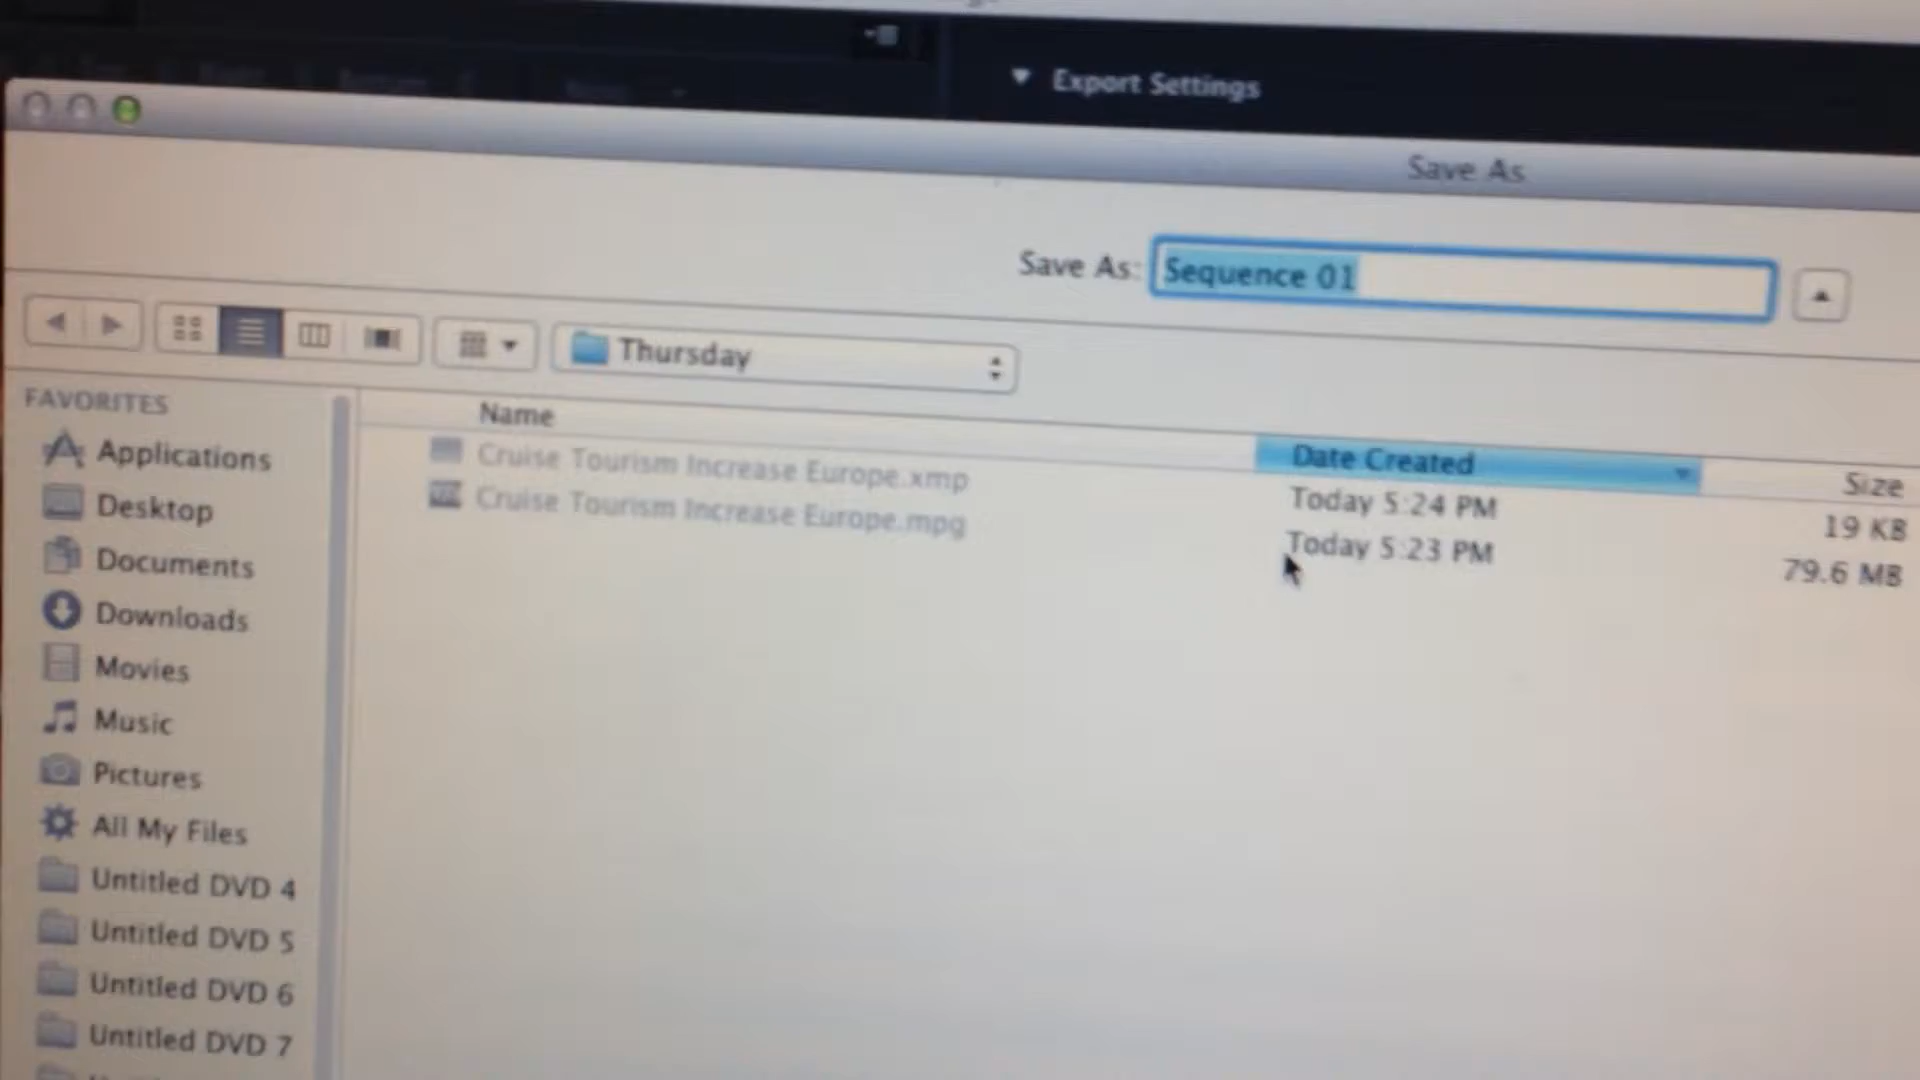 Export Settings
Save As
Save As: Sequence 01
Thursday
FAVORITES
Applications
Desktop
Documents
Downloads
Movies
Music
Pictures
All My Files
Untitled DVD 4
Untitled DVD 5
Untitled DVD 6
Untitled DVD 7
Name Date Created Size
Cruise Tourism Increase Europe.xmp Today 5:24 PM 19 KB
Cruise Tourism Increase Europe.mpg Today 5:23 PM 79.6 MB